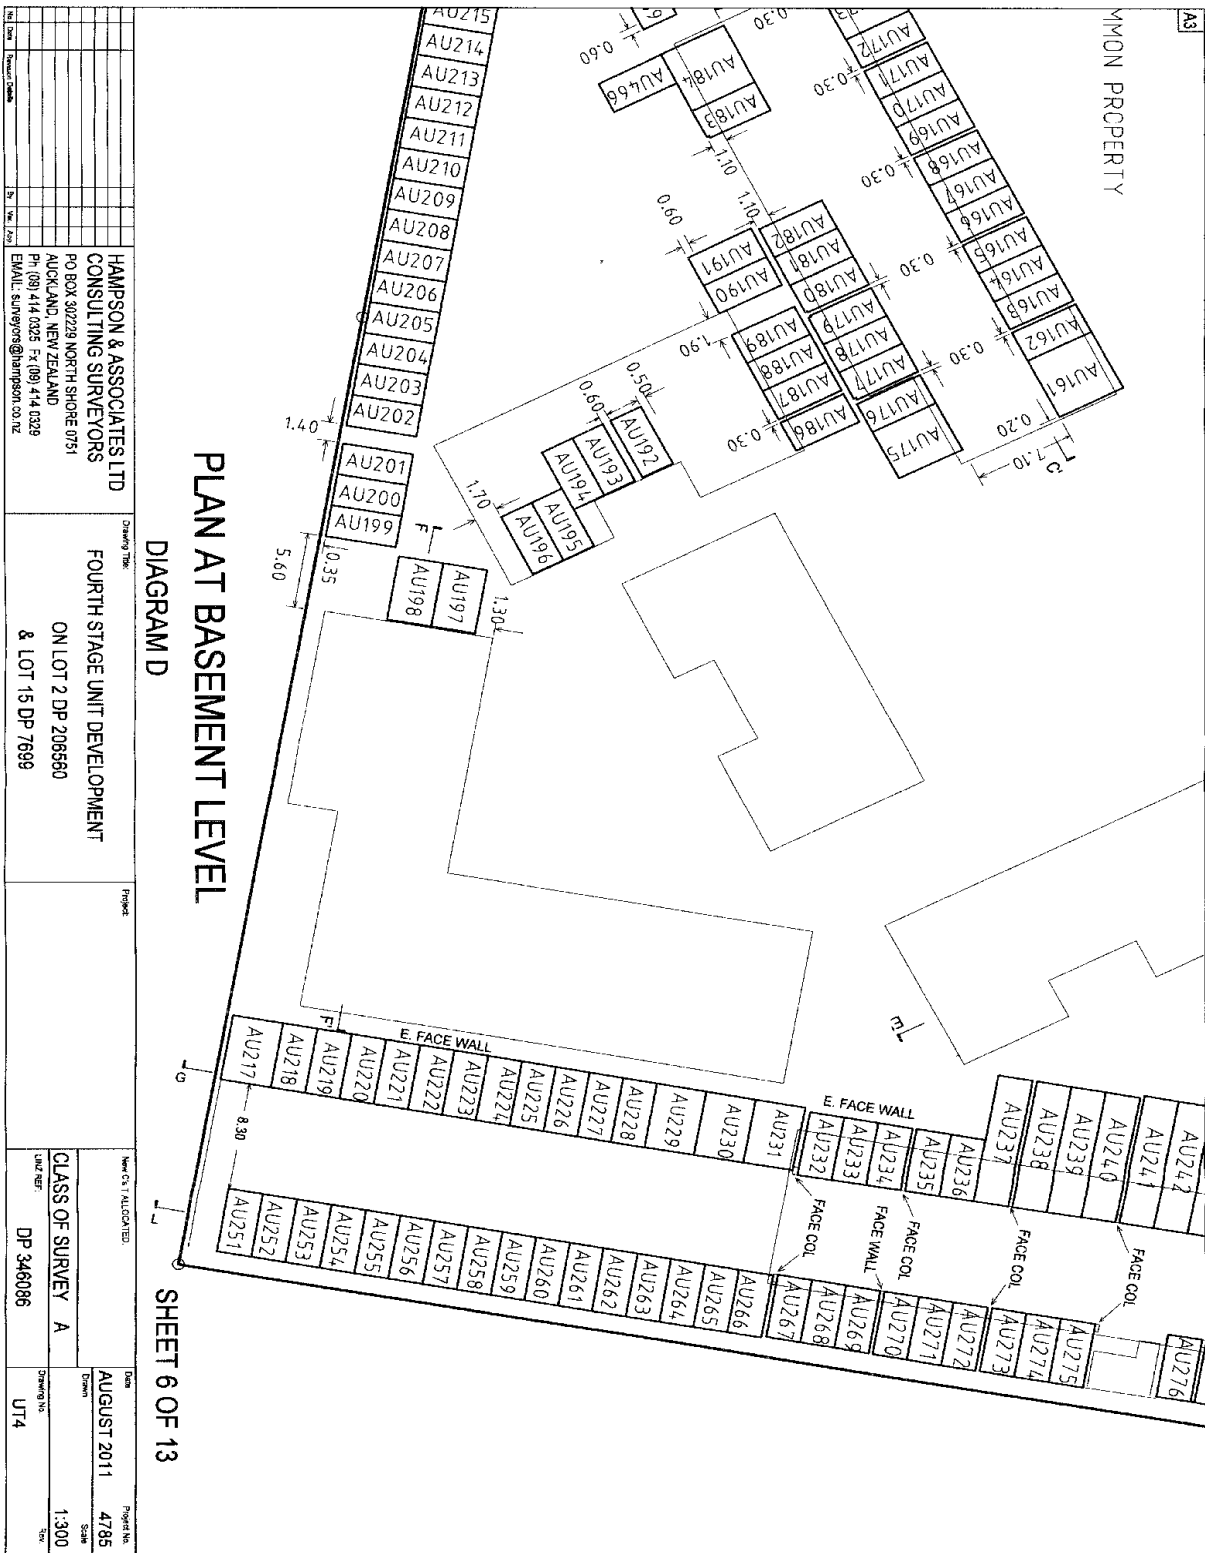 A3
MMON PROPERTY
AU172
AU171
AU170
AU169
AU168
AU167
AU166
AU165
AU164
AU163
AU162
AU161
0.30
0.30
0.30
0.30
0.30
0.20
7.10
AU184
AU183
AU466
0.60
1.10
1.10
AU182
AU181
AU180
AU179
AU178
AU177
AU176
AU175
0.60
AU191
AU190
1.90
AU189
AU188
AU187
AU186
0.30
0.50
0.60
AU192
AU193
AU194
AU195
AU196
1.70
AU215
AU214
AU213
AU212
AU211
AU210
AU209
AU208
AU207
AU206
AU205
AU204
AU203
AU202
1.40
AU201
AU200
AU199
0.35
5.60
F
AU197
AU198
1.30
F'
E. FACE WALL
E. FACE WALL
E'
AU217
AU218
AU219
AU220
AU221
AU222
AU223
AU224
AU225
AU226
AU227
AU228
AU229
AU230
AU231
AU232
AU233
AU234
AU235
AU236
AU237
AU238
AU239
AU240
AU241
AU242
G
8.30
L
FACE COL
FACE WALL
FACE COL
FACE COL
FACE COL
AU251
AU252
AU253
AU254
AU255
AU256
AU257
AU258
AU259
AU260
AU261
AU262
AU263
AU264
AU265
AU266
AU267
AU268
AU269
AU270
AU271
AU272
AU273
AU274
AU275
AU276
PLAN AT BASEMENT LEVEL
DIAGRAM D
SHEET 6 OF 13
No
Date
Revision Details
By
Ver.
App
HAMPSON & ASSOCIATES LTD
CONSULTING SURVEYORS
PO BOX 302229 NORTH SHORE 0751
AUCKLAND, NEW ZEALAND
Ph (09) 414 0325 Fx (09) 414 0329
EMAIL: surveyors@hampson.co.nz
Drawing Title:
FOURTH STAGE UNIT DEVELOPMENT
ON LOT 2 DP 206560
& LOT 15 DP 7699
Project:
New C's T ALLOCATED:
CLASS OF SURVEY A
LINZ REF:
DP 346086
Date
AUGUST 2011
Project No.
4785
Drawn
Scale
1:300
Drawing No.
UT4
Rev.